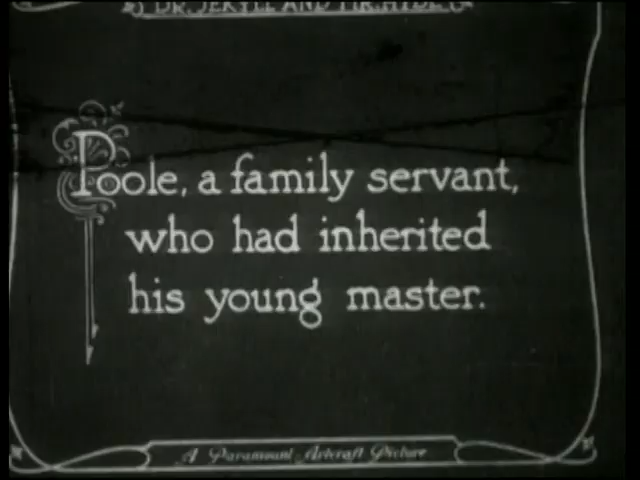 DR. JEKYLL AND MR. HYDE
Poole, a family servant,
who had inherited
his young master.
A Paramount Artcraft Picture